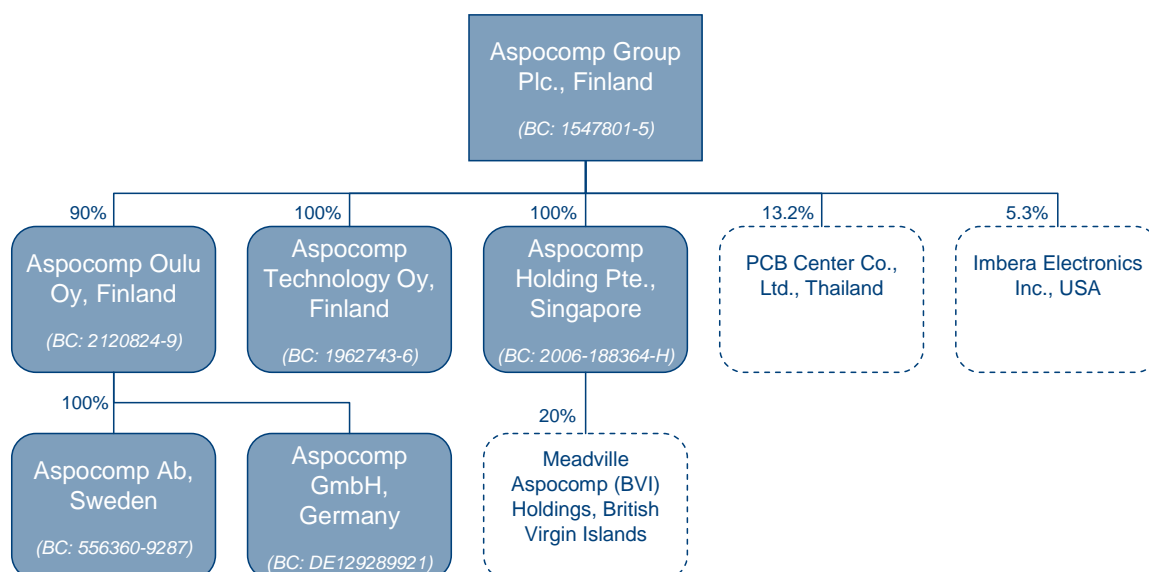 Aspocomp Group
Plc., Finland
(BC: 1547801-5)
90%
100%
100%
13.2%
5.3%
Aspocomp Oulu
Oy, Finland
(BC: 2120824-9)
Aspocomp
Technology Oy,
Finland
(BC: 1962743-6)
Aspocomp
Holding Pte.,
Singapore
(BC: 2006-188364-H)
PCB Center Co.,
Ltd., Thailand
Imbera Electronics
Inc., USA
100%
20%
Aspocomp Ab,
Sweden
(BC: 556360-9287)
Aspocomp
GmbH,
Germany
(BC: DE129289921)
Meadville
Aspocomp (BVI)
Holdings, British
Virgin Islands